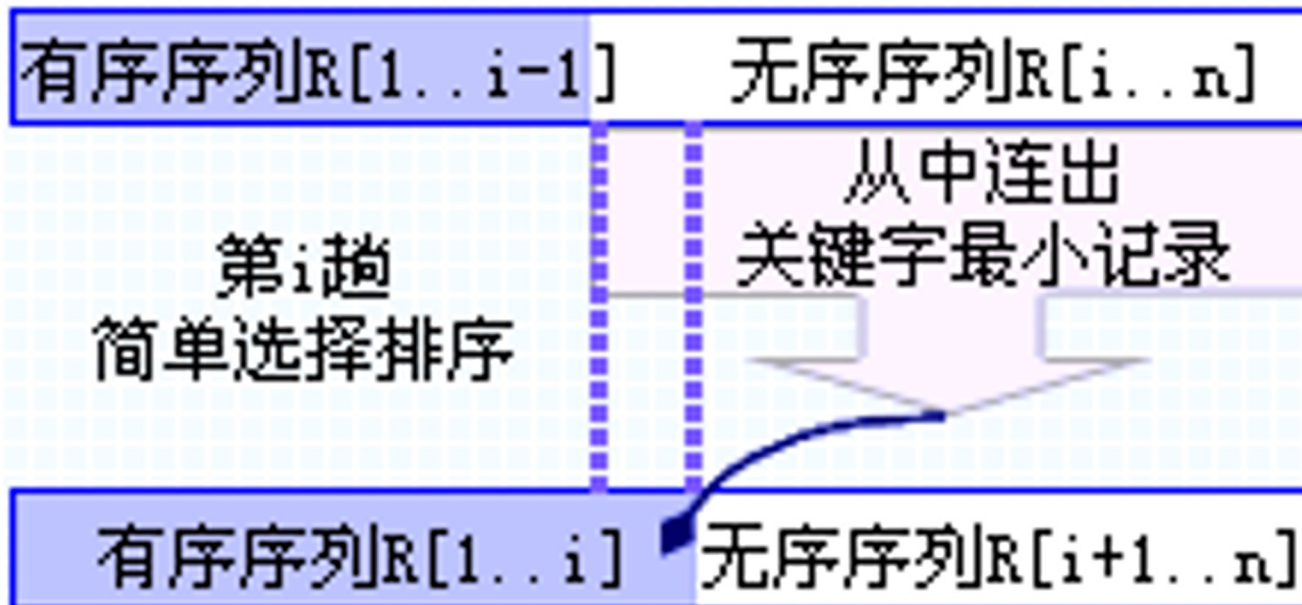 有序序列R[1..i-1] 无序序列R[i..n]
从中连出
关键字最小记录
第i趟
简单选择排序
有序序列R[1..i] 无序序列R[i+1..n]